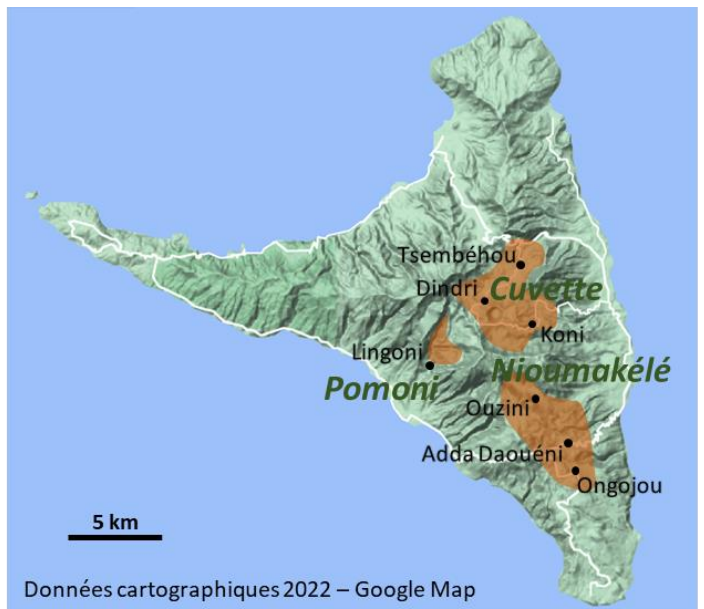 Tsembéhou
Dindri
Cuvette
Koni
Lingoni
Pomoni
Nioumakélé
Ouzini
Adda Daouéni
Ongojou
5 km
Données cartographiques 2022 – Google Map